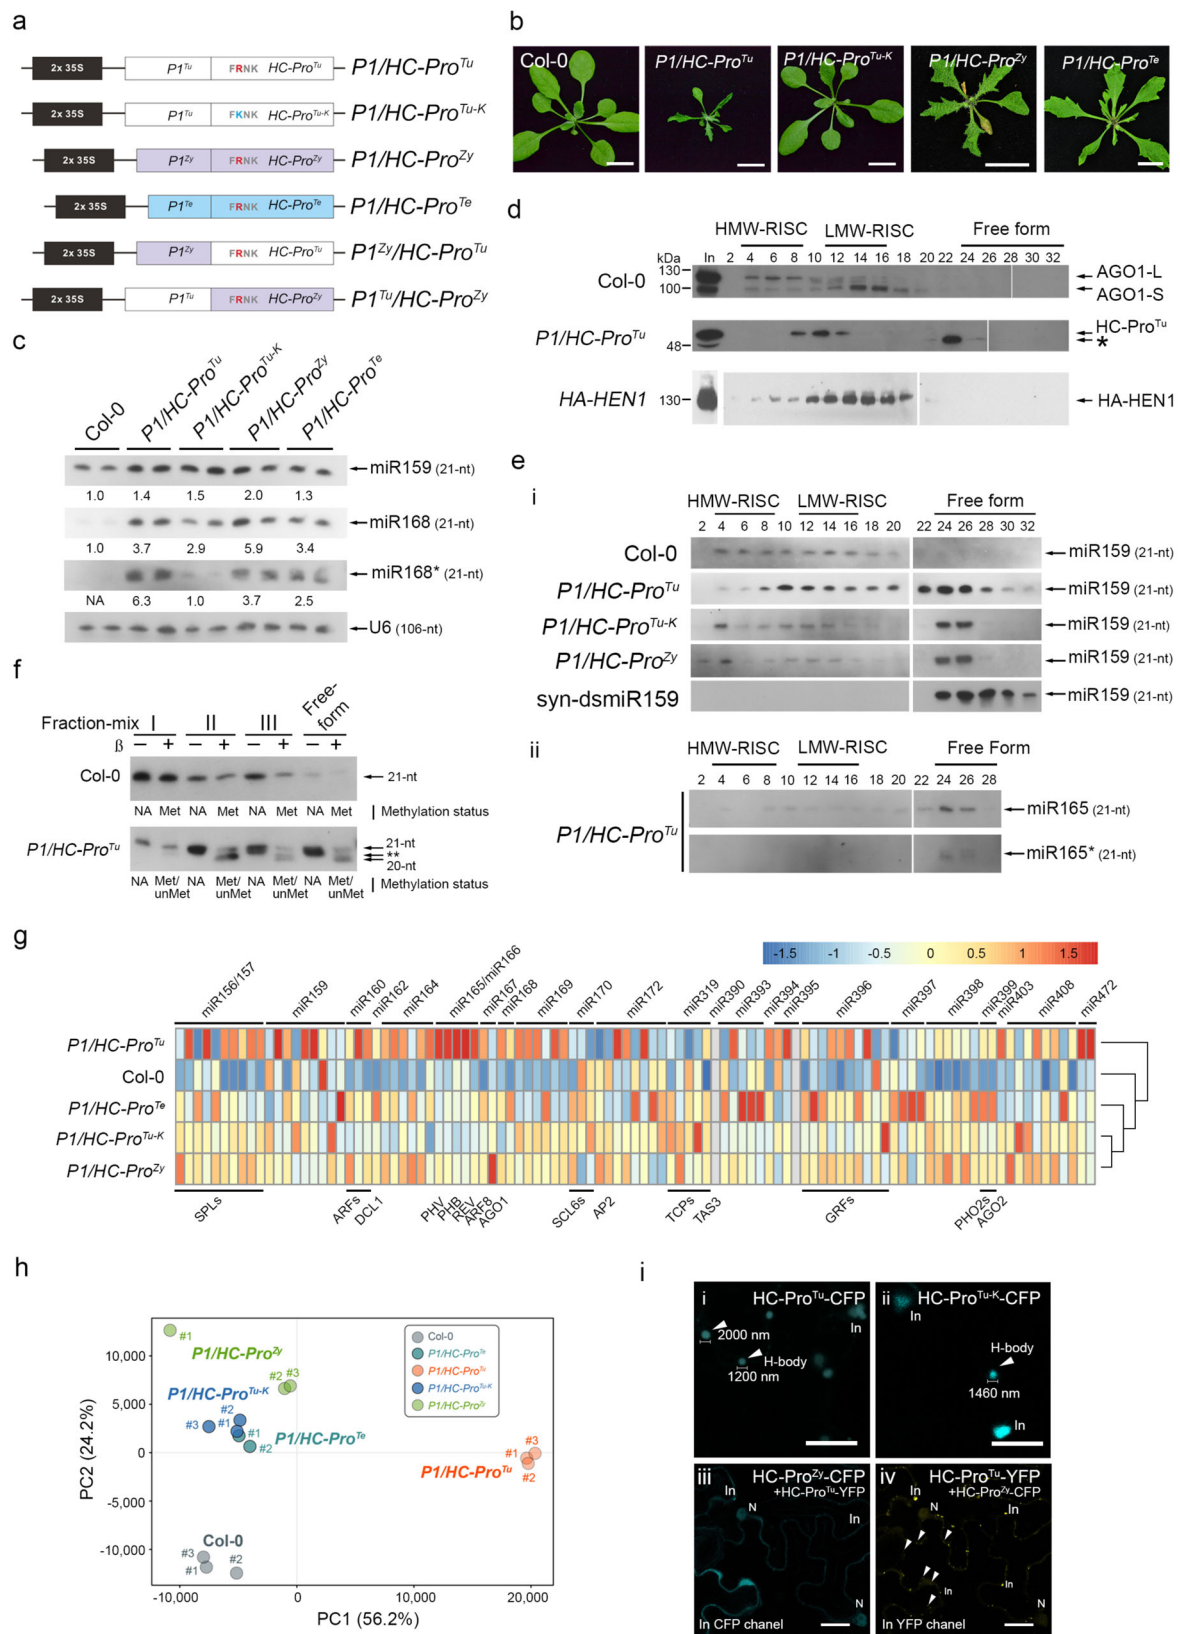 a
2x 35S P1Tu FRNK HC-ProTu P1/HC-ProTu
2x 35S P1Tu FKNK HC-ProTu-K P1/HC-ProTu-K
2x 35S P1Zy FRNK HC-ProZy P1/HC-ProZy
2x 35S P1Te FRNK HC-ProTe P1/HC-ProTe
2x 35S P1Zy FRNK HC-ProTu P1Zy/HC-ProTu
2x 35S P1Tu FRNK HC-ProZy P1Tu/HC-ProZy
b
Col-0 P1/HC-ProTu P1/HC-ProTu-K P1/HC-ProZy P1/HC-ProTe
c
Col-0 P1/HC-ProTu P1/HC-ProTu-K P1/HC-ProZy P1/HC-ProTe
miR159 (21-nt)
1.0 1.4 1.5 2.0 1.3
miR168 (21-nt)
1.0 3.7 2.9 5.9 3.4
miR168* (21-nt)
NA 6.3 1.0 3.7 2.5
U6 (106-nt)
d
HMW-RISC LMW-RISC Free form
kDa In 2 4 6 8 10 12 14 16 18 20 22 24 26 28 30 32
Col-0 130 100 AGO1-L
AGO1-S
P1/HC-ProTu 48 HC-ProTu
*
HA-HEN1 130 HA-HEN1
e
i
HMW-RISC LMW-RISC Free form
2 4 6 8 10 12 14 16 18 20 22 24 26 28 30 32
Col-0 miR159 (21-nt)
P1/HC-ProTu miR159 (21-nt)
P1/HC-ProTu-K miR159 (21-nt)
P1/HC-ProZy miR159 (21-nt)
syn-dsmiR159 miR159 (21-nt)
ii
HMW-RISC LMW-RISC Free Form
2 4 6 8 10 12 14 16 18 20 22 24 26 28
P1/HC-ProTu miR165 (21-nt)
miR165* (21-nt)
f
Fraction-mix I II III Free-form
ß − + − + − + − +
Col-0 21-nt
NA Met NA Met NA Met NA Met Methylation status
P1/HC-ProTu 21-nt
**
20-nt
NA Met/unMet NA Met/unMet NA Met/unMet NA Met/unMet Methylation status
g
-1.5 -1 -0.5 0 0.5 1 1.5
miR156/157 miR159 miR160 miR162 miR164 miR165/miR166 miR167 miR168 miR169 miR170 miR172 miR319 miR390 miR393 miR394 miR395 miR396 miR397 miR398 miR399 miR403 miR408 miR472
P1/HC-ProTu
Col-0
P1/HC-ProTe
P1/HC-ProTu-K
P1/HC-ProZy
SPLs ARFs DCL1 PHV PHB REV ARF8 AGO1 SCL6s AP2 TCPs TAS3 GRFs PHO2s AGO2
h
PC2 (24.2%)
10,000
5,000
0
-5,000
-10,000
-10,000 0 10,000 20,000
PC1 (56.2%)
#1 P1/HC-ProZy
#2 #3
P1/HC-ProTu-K
#2
#3 #1
#1
#2 P1/HC-ProTe
#3
#1
#2
P1/HC-ProTu
Col-0
#3
#1
#2
Col-0
P1/HC-ProTe
P1/HC-ProTu
P1/HC-ProTu-K
P1/HC-ProZy
i
i HC-ProTu-CFP
In
2000 nm
H-body
1200 nm
ii HC-ProTu-K-CFP
In
H-body
1460 nm
In
iii HC-ProZy-CFP
+HC-ProTu-YFP
In
N
In
N
In CFP chanel
iv HC-ProTu-YFP
+HC-ProZy-CFP
In
N
In
In
N
In YFP chanel